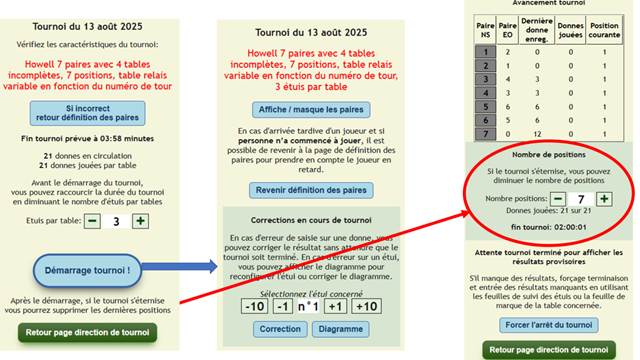 Tournoi du 13 août 2025
Vérifiez les caractéristiques du tournoi:
Howell 7 paires avec 4 tables
incomplètes, 7 positions, table relais
variable en fonction du numéro de tour
Si incorrect
retour définition des paires
Fin tournoi prévue à 03:58 minutes
21 donnes en circulation
21 donnes jouées par table
Avant le démarrage du tournoi,
vous pouvez raccourcir la durée du tournoi
en diminuant le nombre d'étuis par tables
Etuis par table: − 3 +
Démarrage tournoi !
Après le démarrage, si le tournoi s'éternise
vous pourrez supprimer les dernières positions
Retour page direction de tournoi
Tournoi du 13 août 2025
Howell 7 paires avec 4 tables
incomplètes, 7 positions, table relais
variable en fonction du numéro de tour,
3 étuis par table
Affiche / masque les paires
En cas d'arrivée tardive d'un joueur et si
personne n'a commencé à jouer, il est
possible de revenir à la page de définition des
paires pour prendre en compte le joueur en
retard.
Revenir définition des paires
Corrections en cours de tournoi
En cas d'erreur de saisie sur une donne, vous
pouvez corriger le résultat sans attendre que le
tournoi soit terminé. En cas d'erreur sur un étui,
vous pouvez afficher le diagramme pour
reconfigurer l'étui ou corriger le diagramme.
Sélectionnez l'étui concerné
-10 -1 n°1 +1 +10
Correction Diagramme
Avancement tournoi
Paire NS Paire EO Dernière donne enreg. Donnes jouées Position courante
1 2 0 0 1
2 1 0 0 1
3 4 3 0 1
4 3 3 0 1
5 6 6 0 1
6 5 6 0 1
7 0 12 0 1
Nombre de positions
Si le tournoi s'éternise, vous pouvez
diminuer le nombre de positions
Nombre positions: − 7 +
Donnes jouées: 21 sur 21
fin tournoi: 02:00:01
Attente tournoi terminé pour afficher les
résultats provisoires
S'il manque des résultats, forçage terminaison
et entrée des résultats manquants en utilisant
les feuilles de suivi des étuis ou la feuille de
marque de la table concernée.
Forcer l'arrêt du tournoi
Retour page direction de tournoi